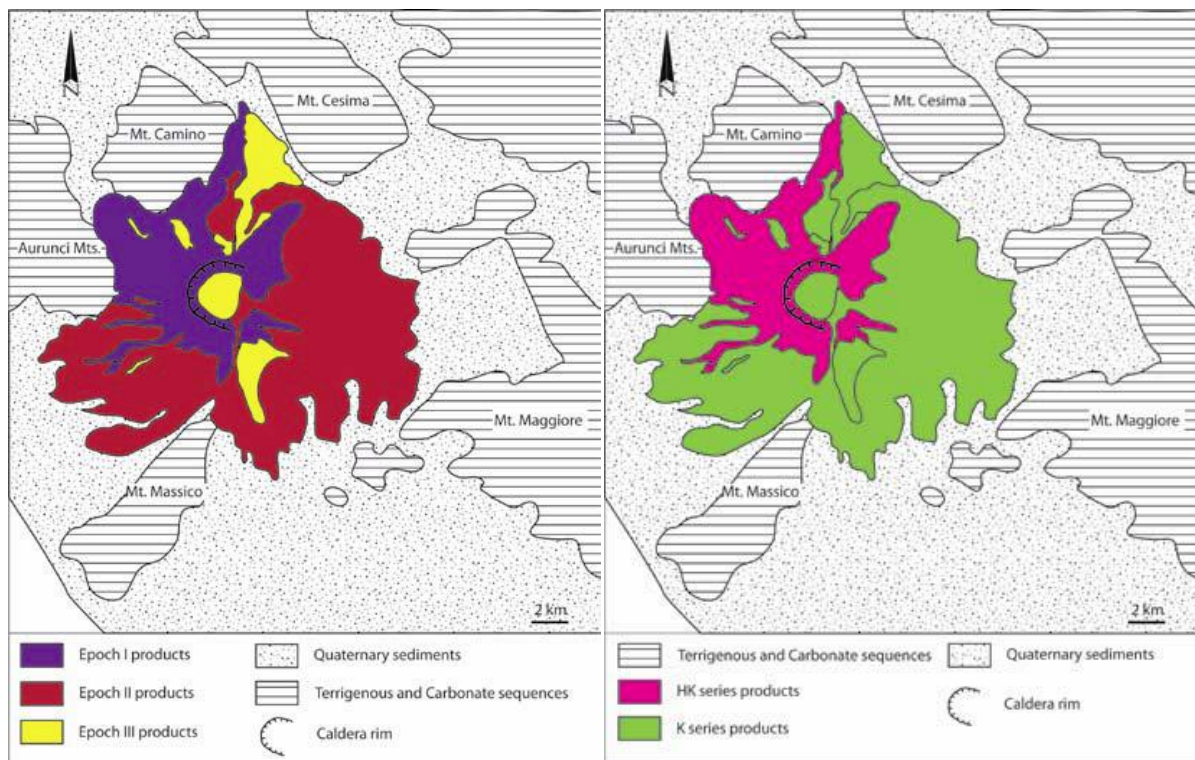 Mt. Cesima
Mt. Camino
Aurunci Mts.
Mt. Maggiore
Mt. Massico
2 km
Epoch I products
Quaternary sediments
Epoch II products
Terrigenous and Carbonate sequences
Epoch III products
Caldera rim
Mt. Cesima
Mt. Camino
Aurunci Mts.
Mt. Maggiore
Mt. Massico
2 km
Terrigenous and Carbonate sequences
Quaternary sediments
HK series products
Caldera rim
K series products